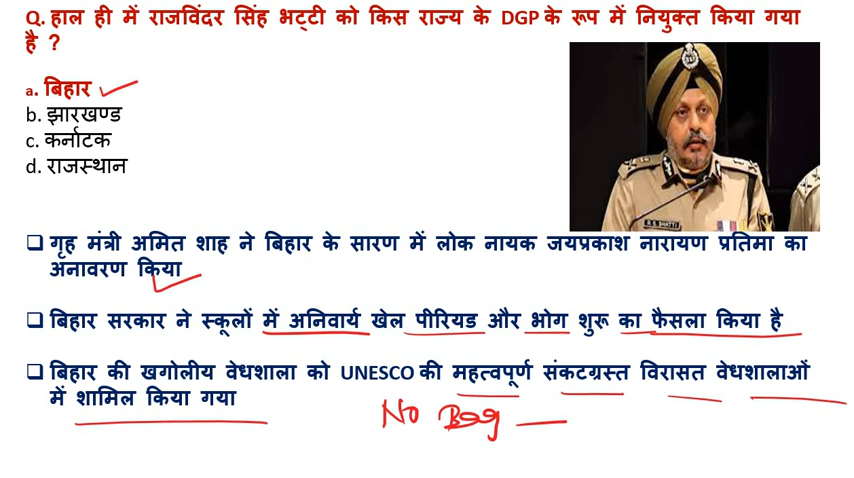 Q. हाल ही में राजविंदर सिंह भट्टी को किस राज्य के DGP के रूप में नियुक्त किया गया
है ?
a. बिहार
b. झारखण्ड
c. कर्नाटक
d. राजस्थान
R.S. BHATTI
गृह मंत्री अमित शाह ने बिहार के सारण में लोक नायक जयप्रकाश नारायण प्रतिमा का
अनावरण किया
बिहार सरकार ने स्कूलों में अनिवार्य खेल पीरियड और भोग शुरू का फैसला किया है
बिहार की खगोलीय वेधशाला को UNESCO की महत्वपूर्ण संकटग्रस्त विरासत वेधशालाओं
में शामिल किया गया
No Bag